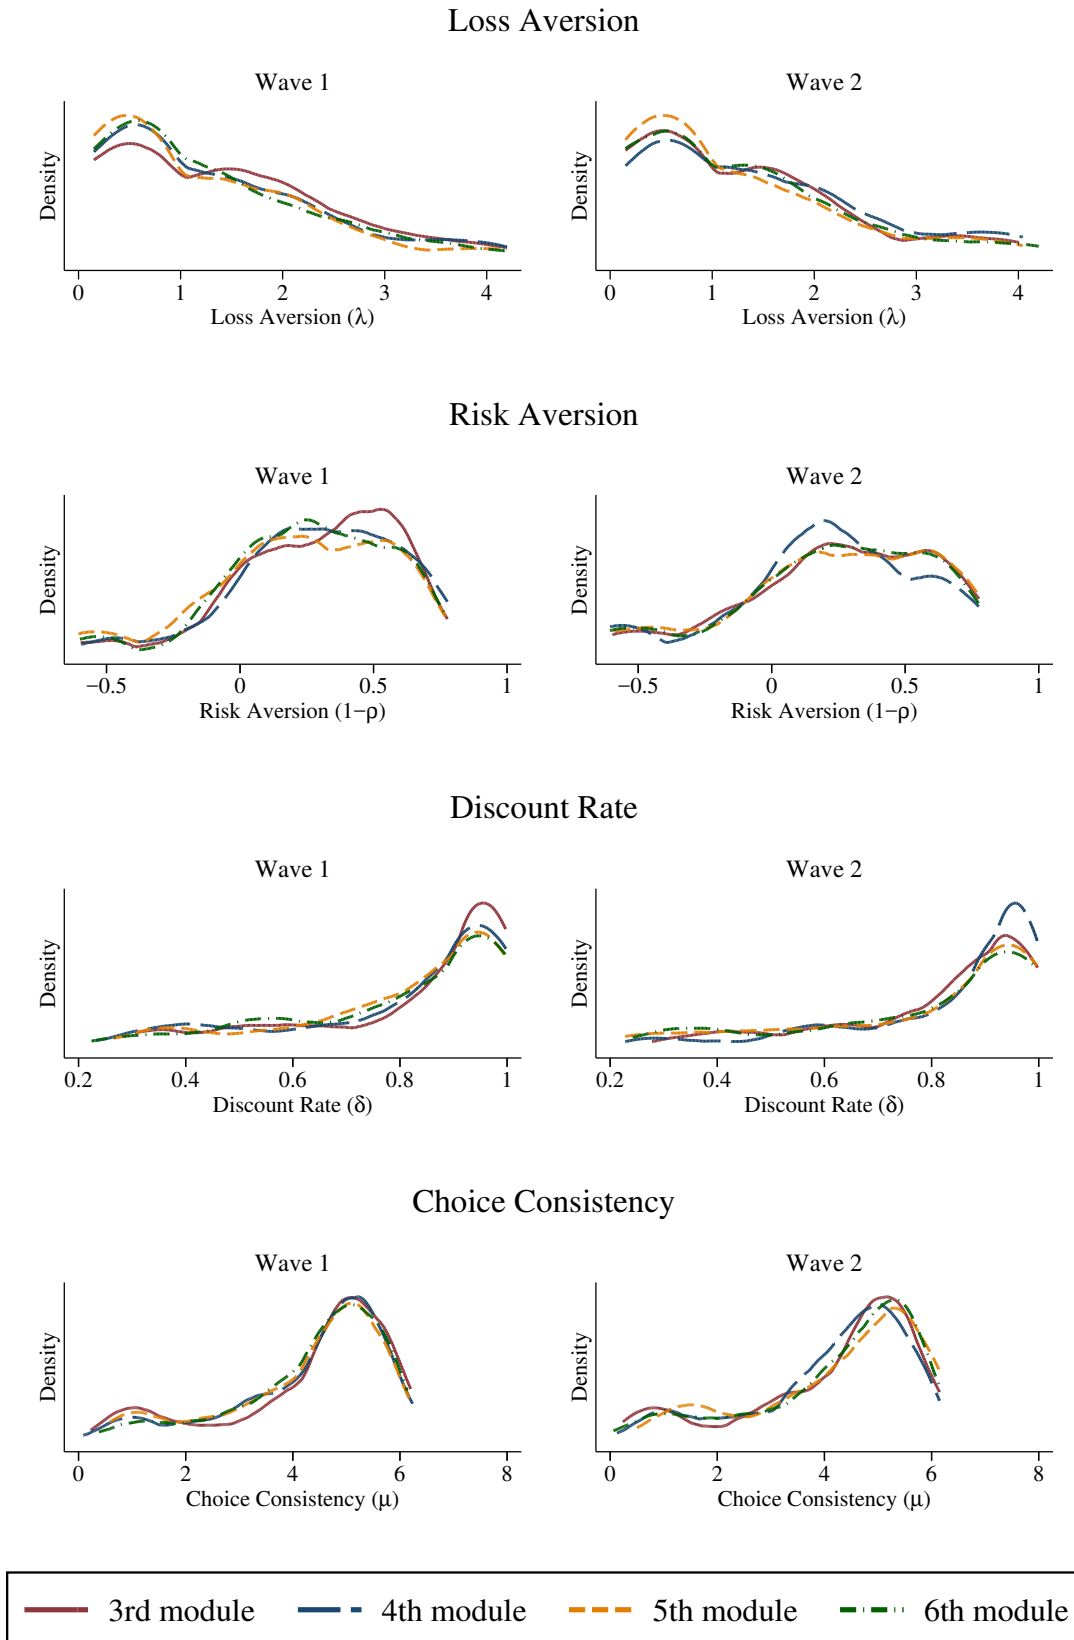 Loss Aversion
Wave 1
Wave 2
Density
Density
0 1 2 3 4
0 1 2 3 4
Loss Aversion (λ)
Loss Aversion (λ)
Risk Aversion
Wave 1
Wave 2
Density
Density
−0.5 0 0.5 1
−0.5 0 0.5 1
Risk Aversion (1−ρ)
Risk Aversion (1−ρ)
Discount Rate
Wave 1
Wave 2
Density
Density
0.2 0.4 0.6 0.8 1
0.2 0.4 0.6 0.8 1
Discount Rate (δ)
Discount Rate (δ)
Choice Consistency
Wave 1
Wave 2
Density
Density
0 2 4 6 8
0 2 4 6 8
Choice Consistency (μ)
Choice Consistency (μ)
3rd module 4th module 5th module 6th module